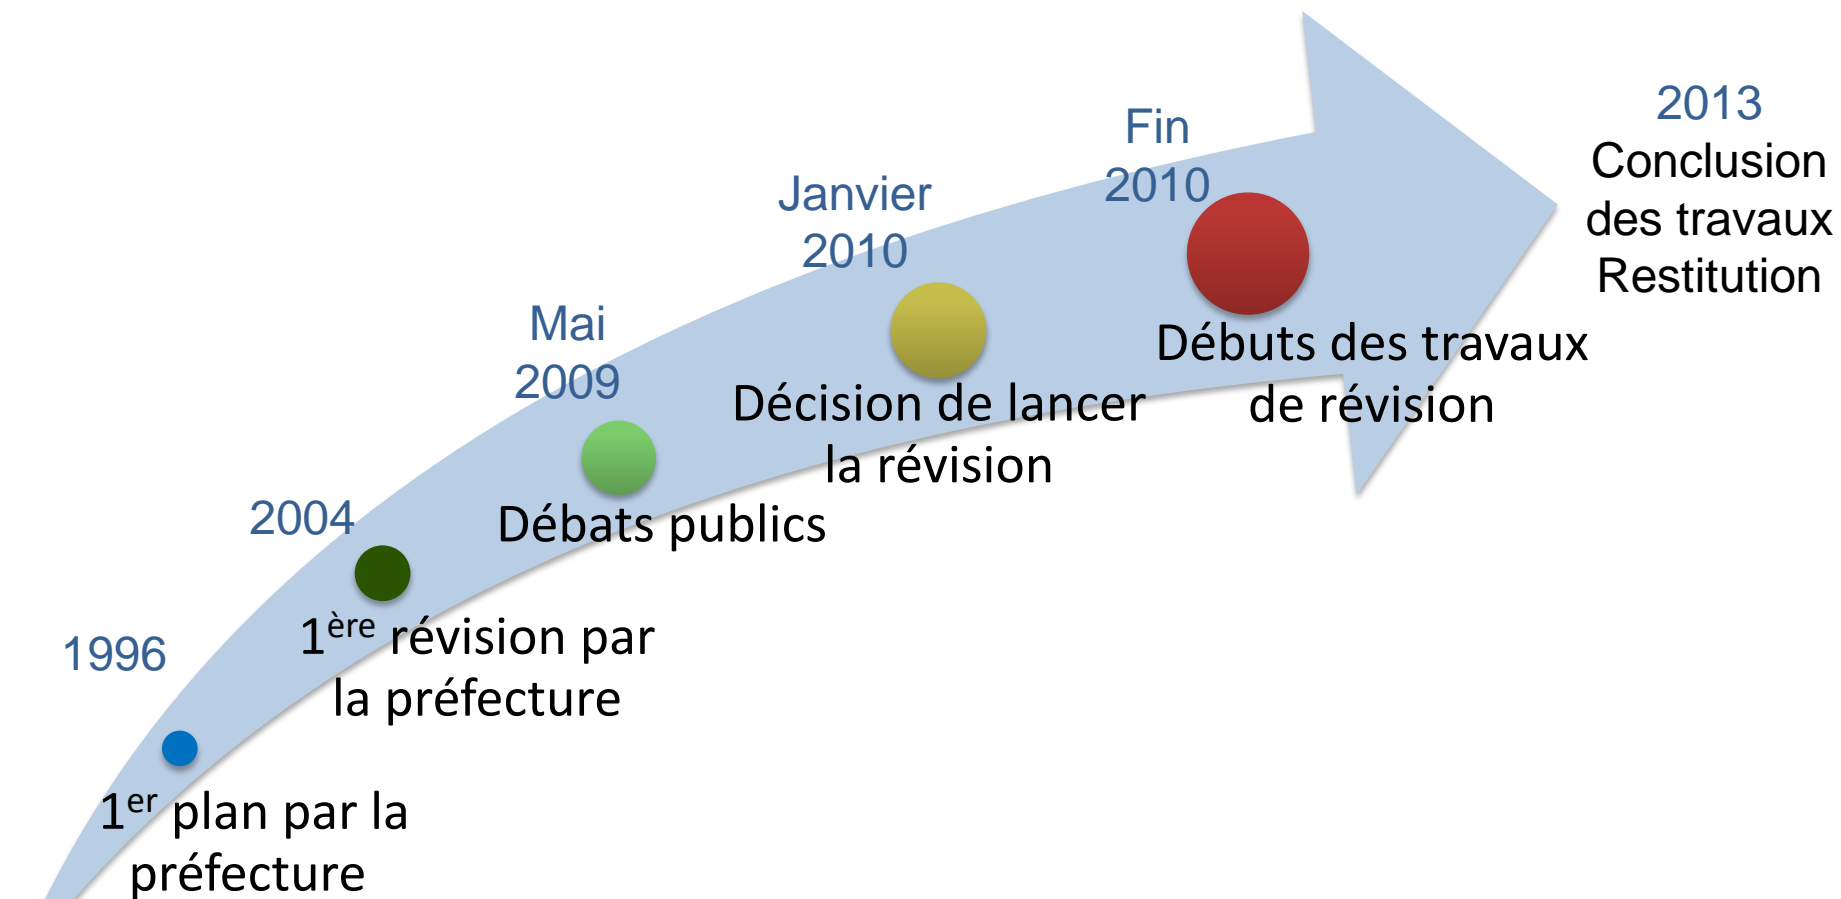 1996
1er plan par la
préfecture
2004
1ère révision par
la préfecture
Mai
2009
Débats publics
Janvier
2010
Décision de lancer
la révision
Fin
2010
Débuts des travaux
de révision
2013
Conclusion
des travaux
Restitution